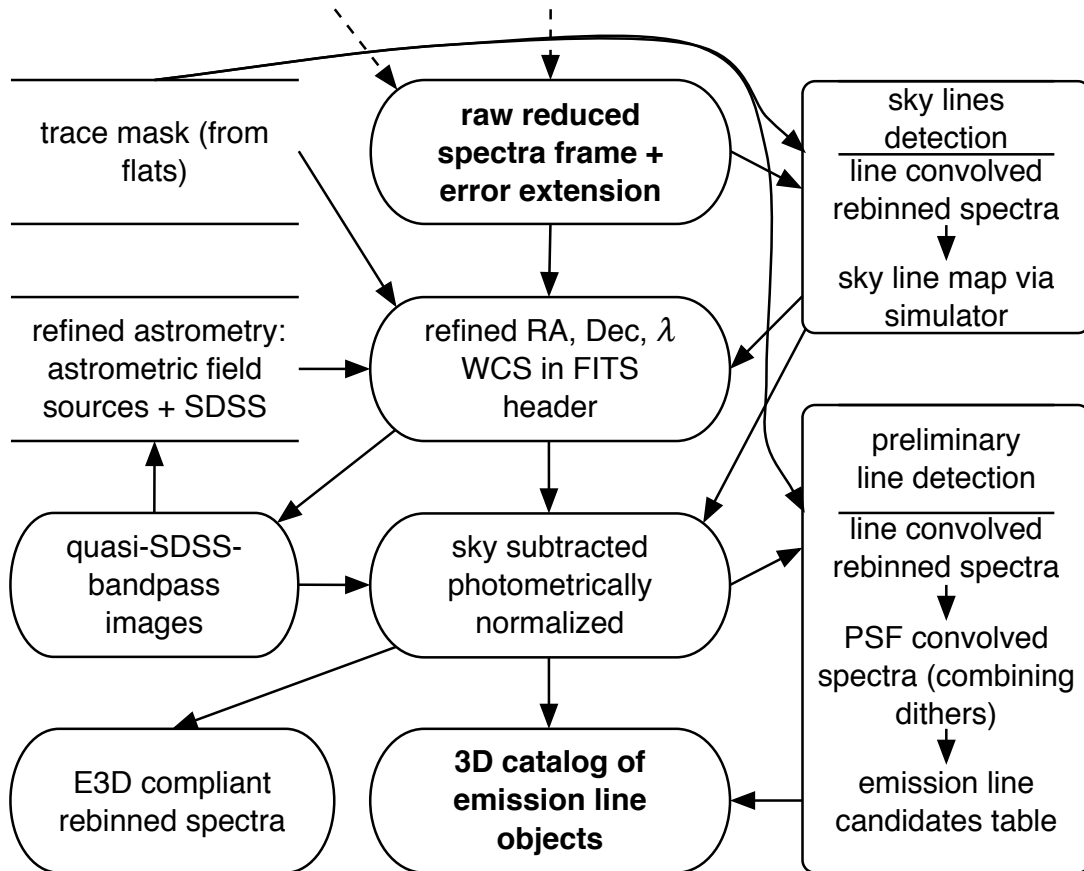 trace mask (from
flats)
raw reduced
spectra frame +
error extension
sky lines
detection
line convolved
rebinned spectra
sky line map via
simulator
refined astrometry:
astrometric field
sources + SDSS
refined RA, Dec, λ
WCS in FITS
header
preliminary
line detection
line convolved
rebinned spectra
PSF convolved
spectra (combining
dithers)
emission line
candidates table
quasi-SDSS-
bandpass
images
sky subtracted
photometrically
normalized
E3D compliant
rebinned spectra
3D catalog of
emission line
objects